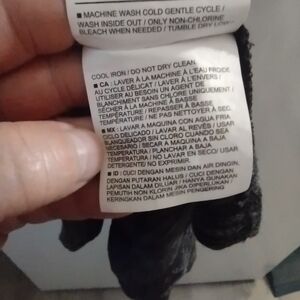 ■ MACHINE WASH COLD GENTLE CYCLE /
WASH INSIDE OUT / ONLY NON-CHLORINE
BLEACH WHEN NEEDED / TUMBLE DRY LOW /
COOL IRON / DO NOT DRY CLEAN
■ CA : LAVER À LA MACHINE À L'EAU FROIDE
AU CYCLE DÉLICAT / LAVER À L'ENVERS /
UTILISER AU BESOIN UN AGENT DE
BLANCHIMENT SANS CHLORE UNIQUEMENT /
SÉCHER À LA MACHINE À BASSE
TEMPÉRATURE / REPASSER À BASSE
TEMPÉRATURE / NE PAS NETTOYER À SEC.
■ MX : LAVAR A MAQUINA CON AGUA FRIA
CICLO DELICADO / LAVAR AL REVÉS / USAR
BLANQUEADOR SIN CLORO CUANDO SEA
NECESARIO / SECAR A MAQUINA A BAJA
TEMPERATURA / PLANCHAR A BAJA
TEMPERATURA / NO LAVAR EN SECO/ USAR
DETERGENTE/ NO EXPRIMIR.
■ ID : CUCI DENGAN MESIN DAN AIR DINGIN.
DENGAN PUTARAN HALUS / CUCI DENGAN
LAPISAN DALAM DILUAR / HANYA GUNAKAN
PEMUTIH NON KLORIN JIKA DIPERLUKAN /
KERINGKAN DALAM MESIN PENGERING